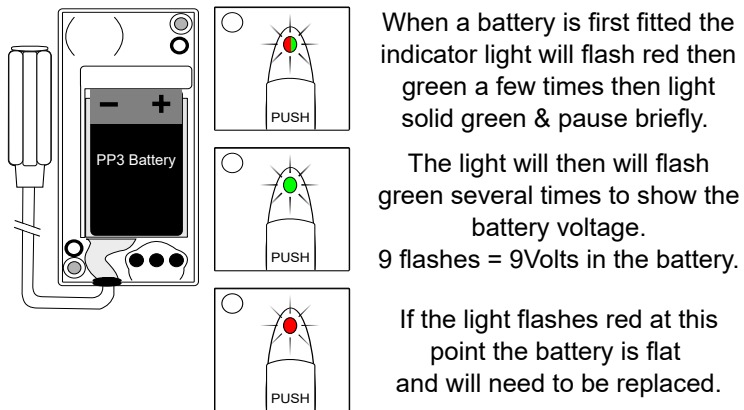 When a battery is first fitted the
indicator light will flash red then
green a few times then light
solid green & pause briefly.
PUSH
− +
PP3 Battery
The light will then will flash
green several times to show the
battery voltage.
9 flashes = 9Volts in the battery.
PUSH
If the light flashes red at this
point the battery is flat
and will need to be replaced.
PUSH